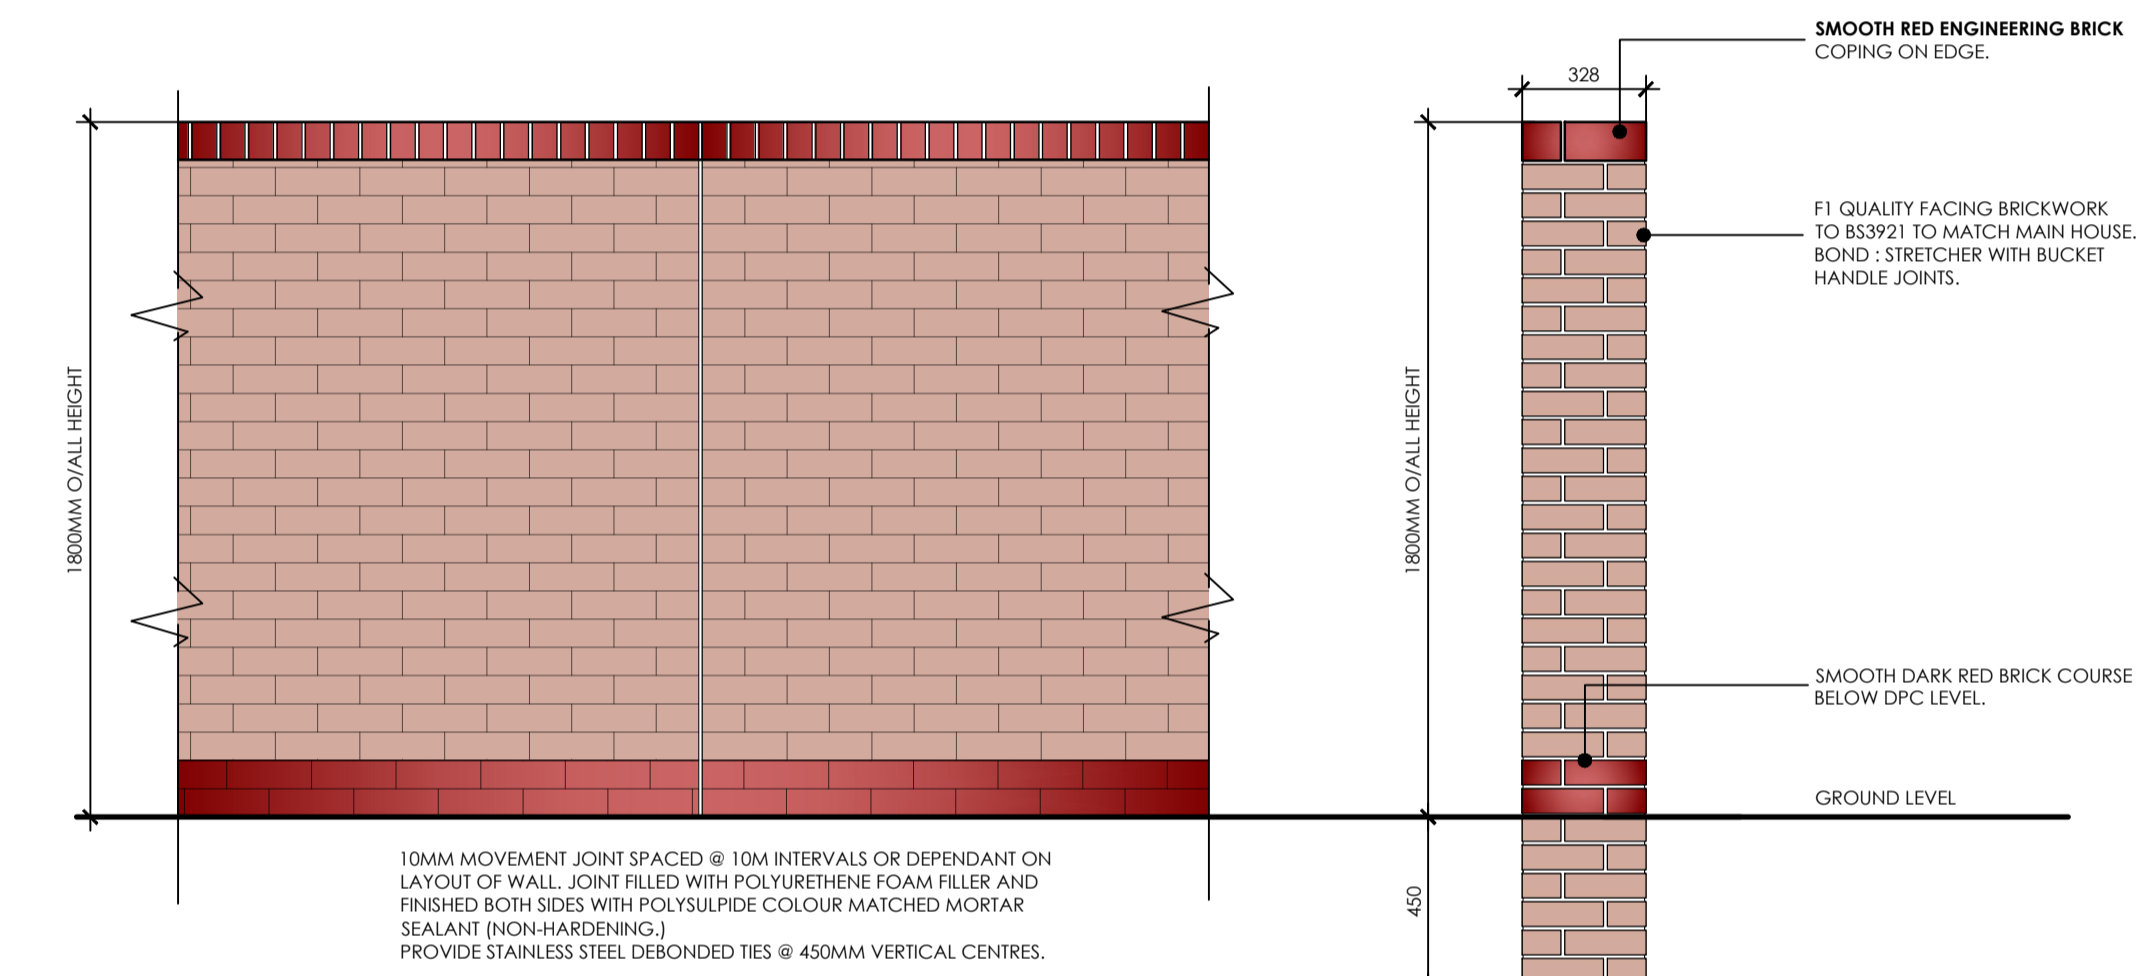 SMOOTH RED ENGINEERING BRICK
COPING ON EDGE.
328
F1 QUALITY FACING BRICKWORK
TO BS3921 TO MATCH MAIN HOUSE.
BOND : STRETCHER WITH BUCKET
HANDLE JOINTS.
1800MM O/ALL HEIGHT
1800MM O/ALL HEIGHT
SMOOTH DARK RED BRICK COURSE
BELOW DPC LEVEL.
GROUND LEVEL
450
10MM MOVEMENT JOINT SPACED @ 10M INTERVALS OR DEPENDANT ON
LAYOUT OF WALL. JOINT FILLED WITH POLYURETHENE FOAM FILLER AND
FINISHED BOTH SIDES WITH POLYSULPIDE COLOUR MATCHED MORTAR
SEALANT (NON-HARDENING.)
PROVIDE STAINLESS STEEL DEBONDED TIES @ 450MM VERTICAL CENTRES.